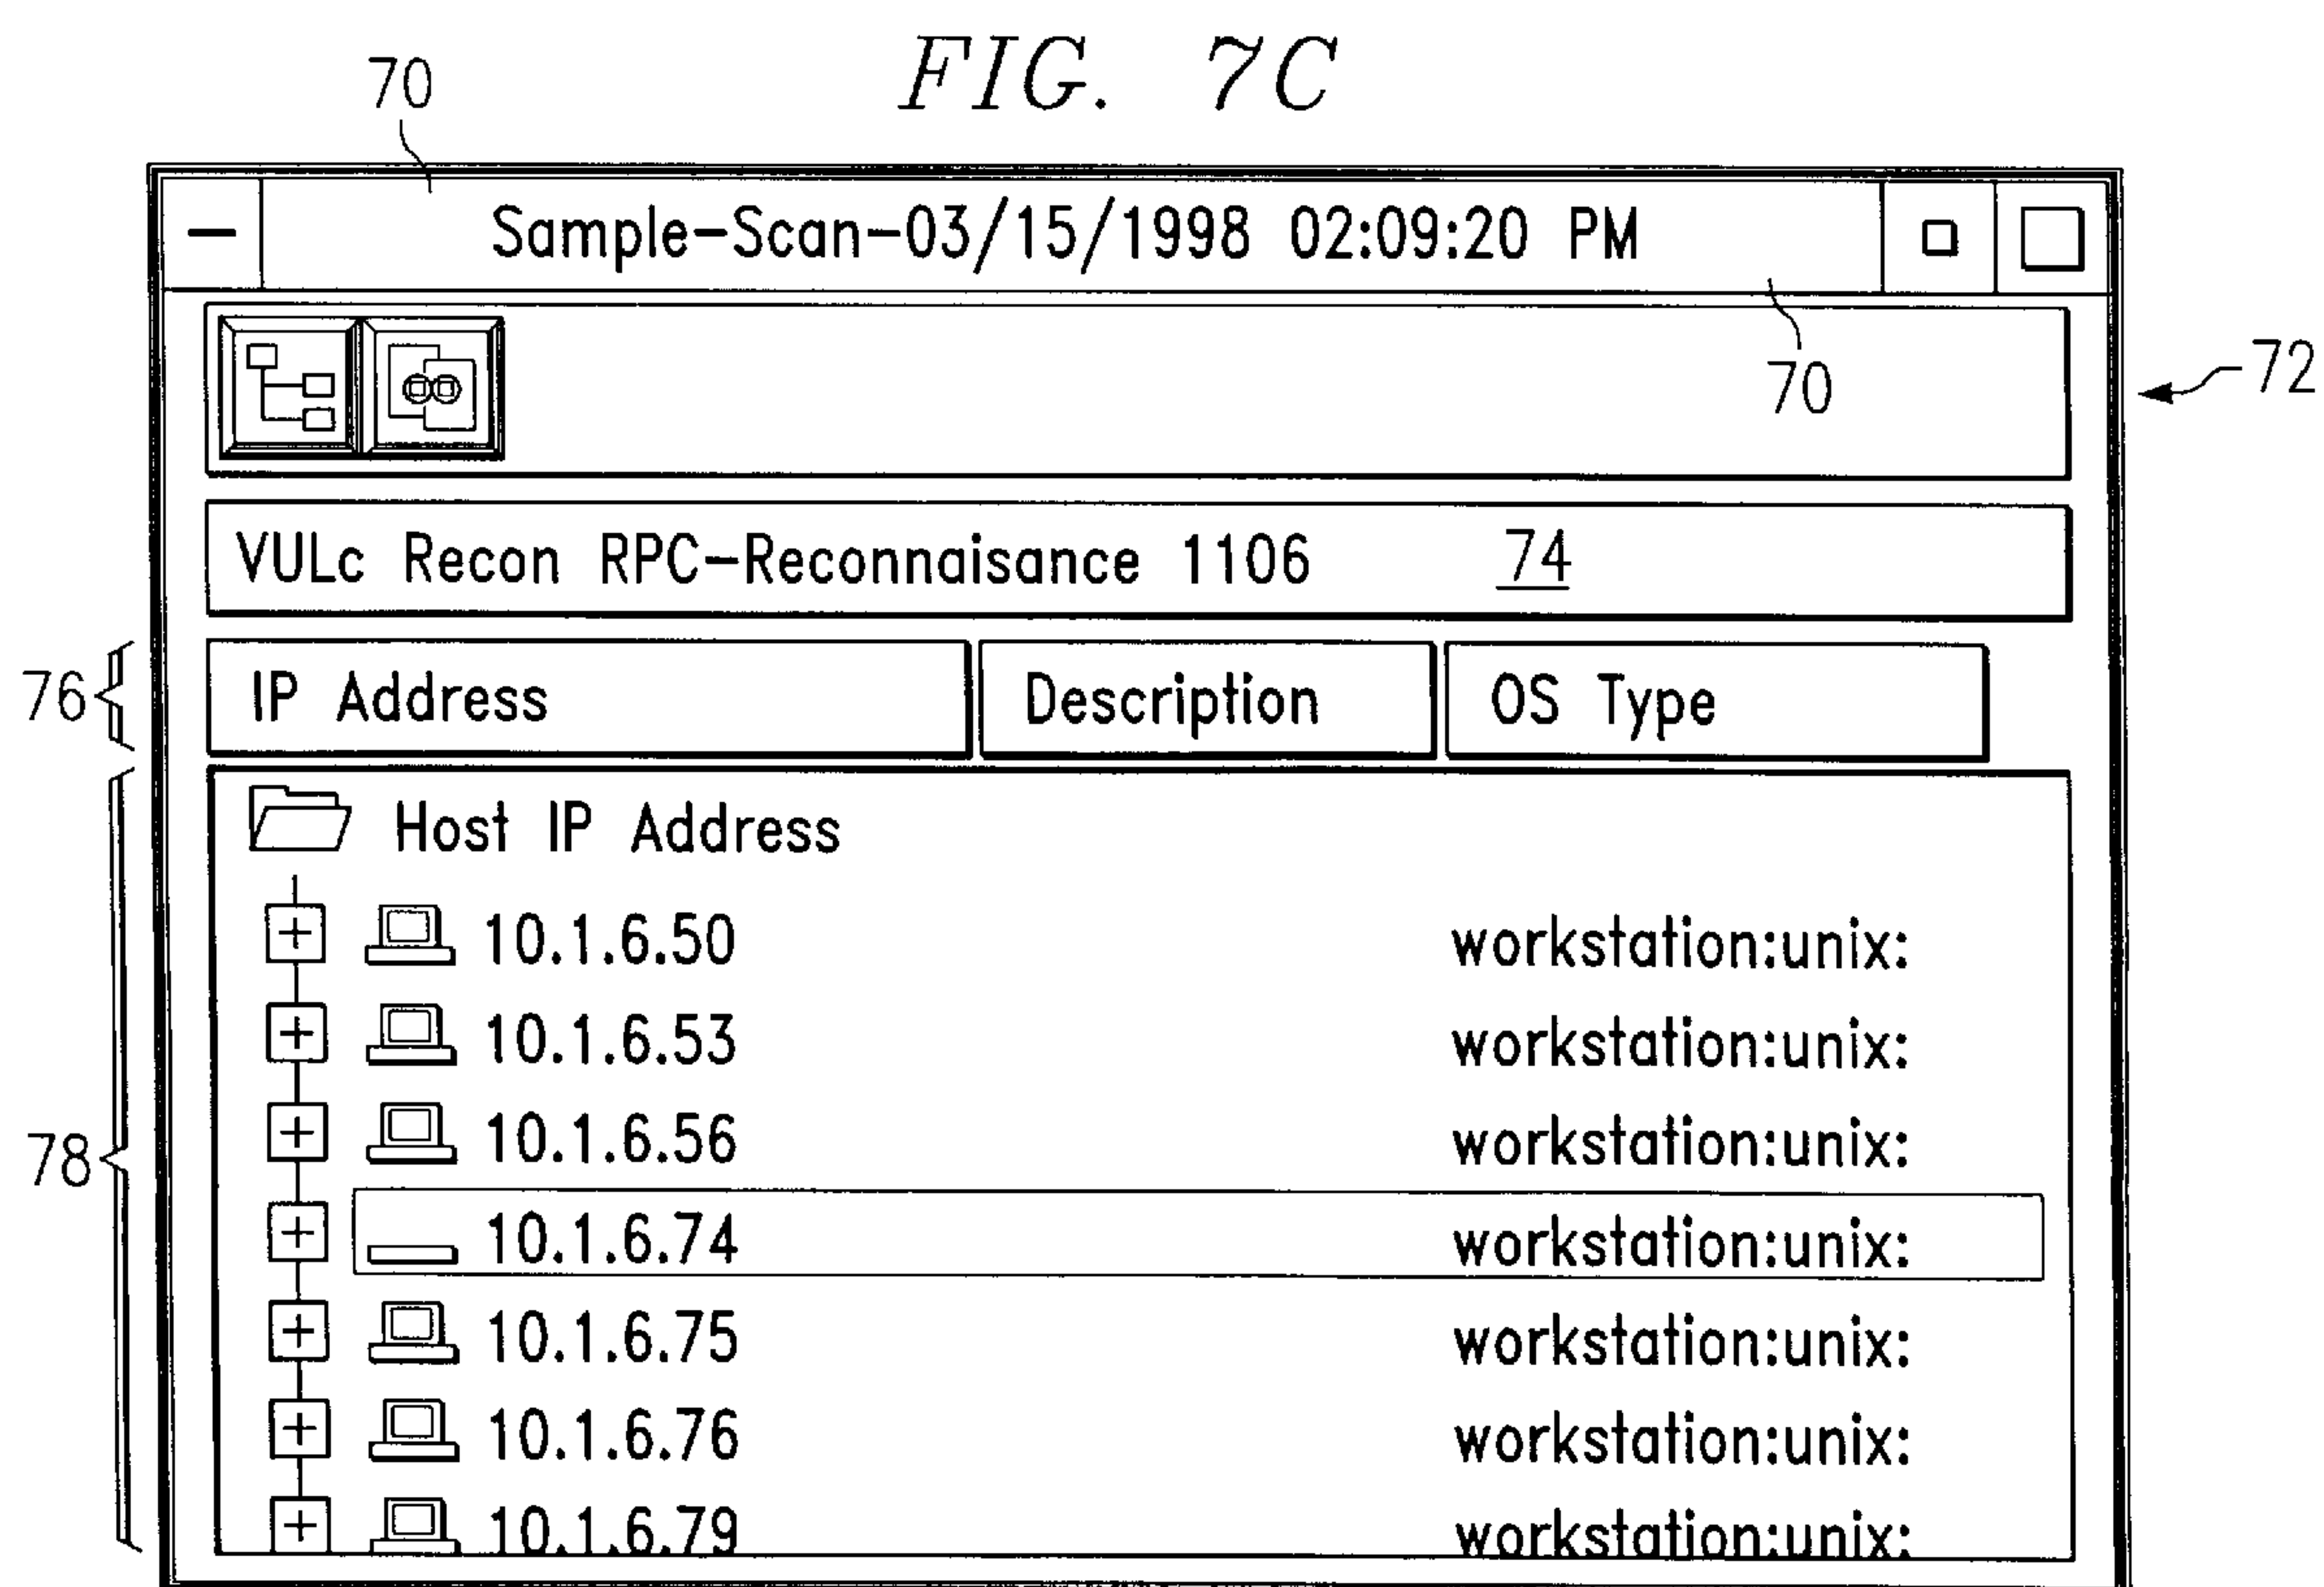 FIG. 7C
70
Sample-Scan-03/15/1998 02:09:20 PM
70
72
VULc Recon RPC-Reconnaisance 1106 74
76
IP Address Description OS Type
78
Host IP Address
10.1.6.50 workstation:unix:
10.1.6.53 workstation:unix:
10.1.6.56 workstation:unix:
10.1.6.74 workstation:unix:
10.1.6.75 workstation:unix:
10.1.6.76 workstation:unix:
10.1.6.79 workstation:unix: